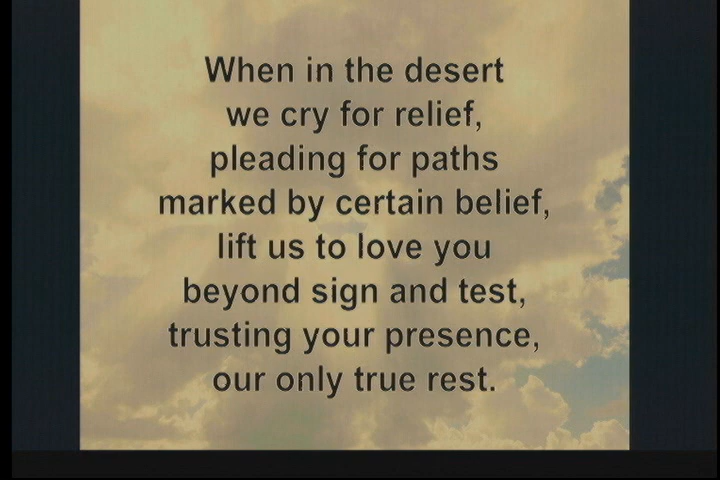 When in the desert
we cry for relief,
pleading for paths
marked by certain belief,
lift us to love you
beyond sign and test,
trusting your presence,
our only true rest.